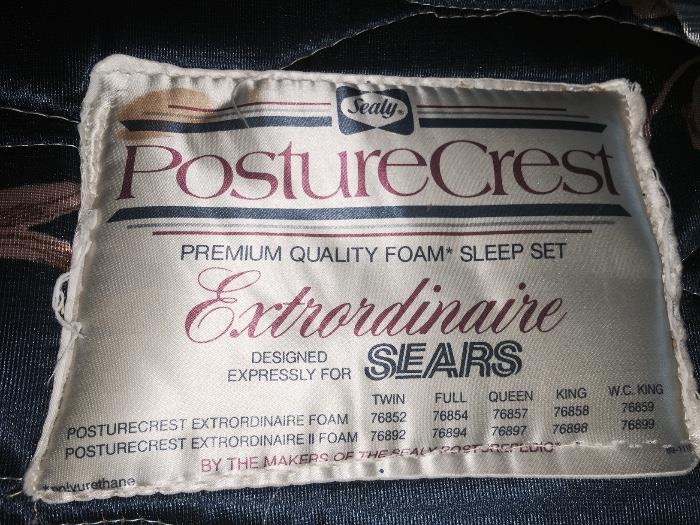 Sealy®
PostureCrest
PREMIUM QUALITY FOAM* SLEEP SET
Extrordinaire
DESIGNED
EXPRESSLY FOR SEARS
TWIN FULL QUEEN KING W.C. KING
POSTURECREST EXTRORDINAIRE FOAM 76852 76854 76857 76858 76859
POSTURECREST EXTRORDINAIRE II FOAM 76892 76894 76897 76898 76899
BY THE MAKERS OF THE SEALY POSTUREPEDIC®
*polyurethane